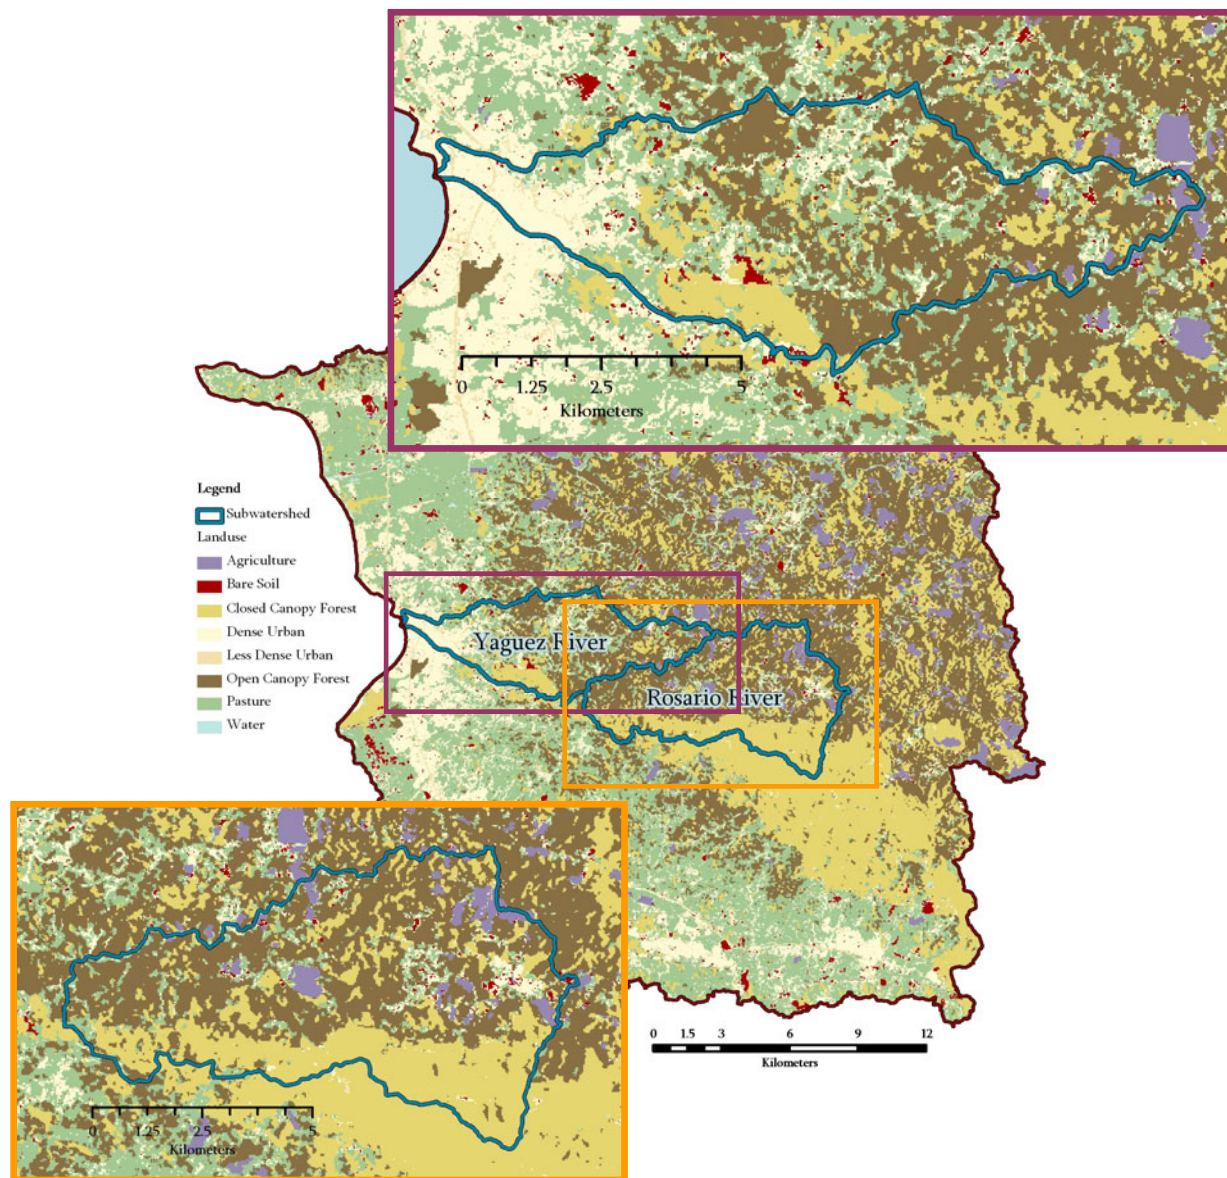 0 1.25 2.5 5
Kilometers
Legend
Subwatershed
Landuse
Agriculture
Bare Soil
Closed Canopy Forest
Dense Urban
Less Dense Urban
Open Canopy Forest
Pasture
Water
Yaguez River
Rosario River
0 1.5 3 6 9 12
Kilometers
0 1.25 2.5 5
Kilometers